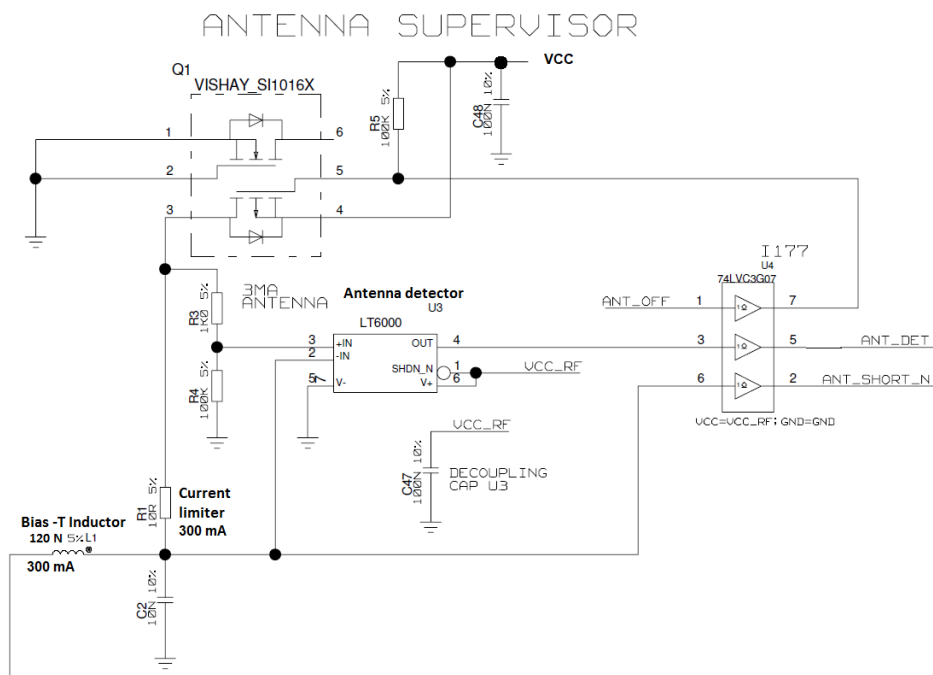 ANTENNA SUPERVISOR
VCC
Q1
VISHAY_SI1016X
1
6
2
5
3
4
R5
100K 5%
C48
100N 10%
I177
U4
74LVC3G07
3MA
ANTENNA
Antenna detector
U3
LT6000
R3
1K0 5%
ANT_OFF
1
1Ω
7
3
+IN
OUT
4
3
1Ω
5
ANT_DET
2
-IN
SHDN_N
1
VCC_RF
5
V-
V+
6
6
1Ω
2
ANT_SHORT_N
R4
100K 5%
VCC=VCC_RF; GND=GND
VCC_RF
C47
100N 10%
DECOUPLING
CAP U3
R1
10R 5%
Current
limiter
300 mA
Bias -T Inductor
120 N 5% L1
300 mA
C2
10N 10%